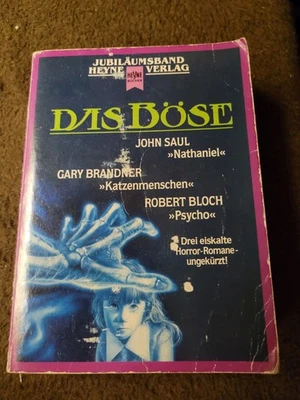 JUBILÄUMSBAND
HEYNE VERLAG
HEYNE
BÜCHER
DAS BÖSE
JOHN SAUL
»Nathaniel«
GARY BRANDNER
»Katzenmenschen«
ROBERT BLOCH
»Psycho«
Drei eiskalte
Horror-Romane –
ungekürzt!